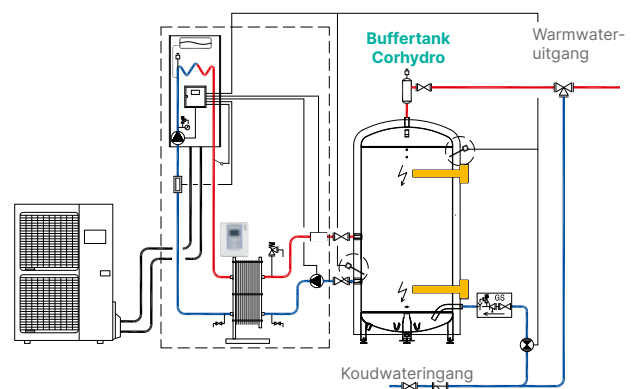 Buffertank
Corhydro
Warmwater-
uitgang
GS
Koudwateringang